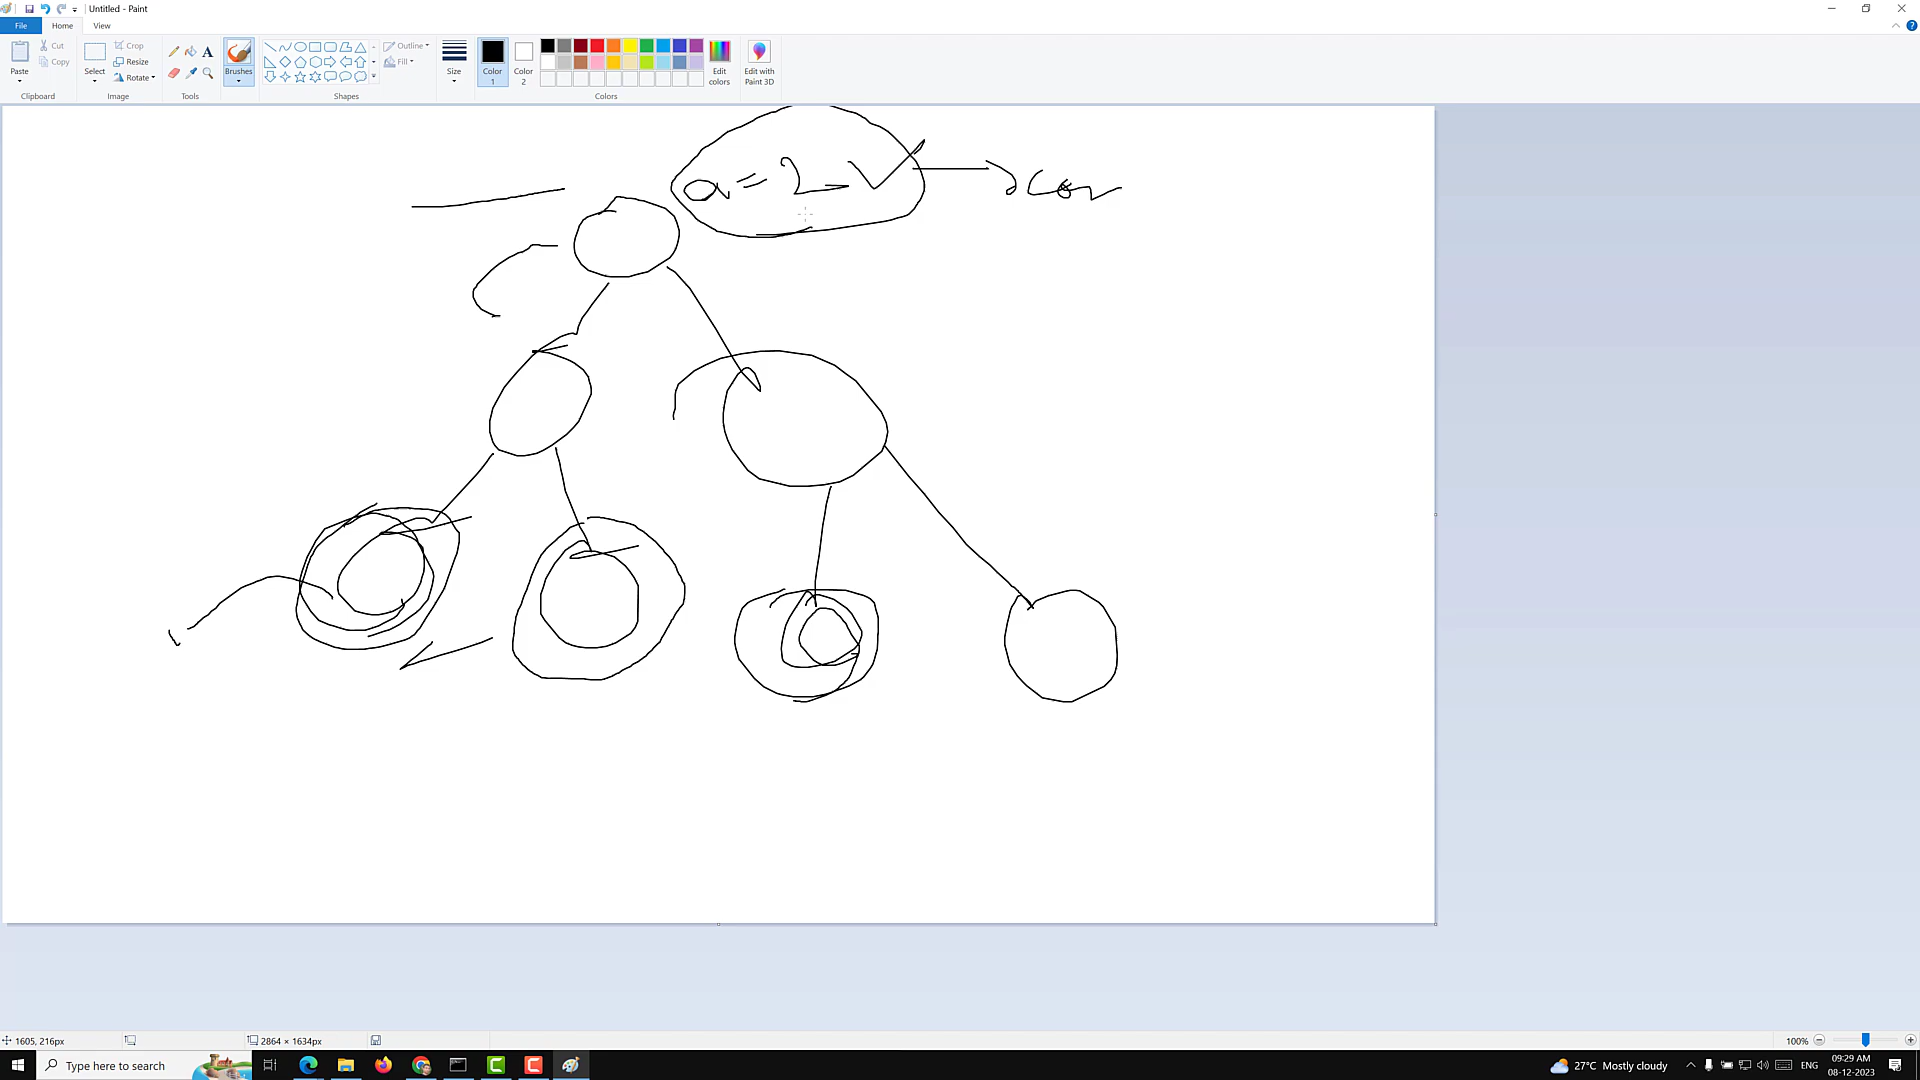 Untitled - Paint
File
Home
View
Paste
Cut
Copy
Clipboard
Select
Crop
Resize
Rotate
Image
A
Tools
Brushes
Outline
Fill
Shapes
Size
Color
1
Color
2
Edit
colors
Edit with
Paint 3D
Colors
a = 2
1605, 216px
2864 × 1634px
100%
Type here to search
27°C Mostly cloudy
ENG
09:29 AM
08-12-2023